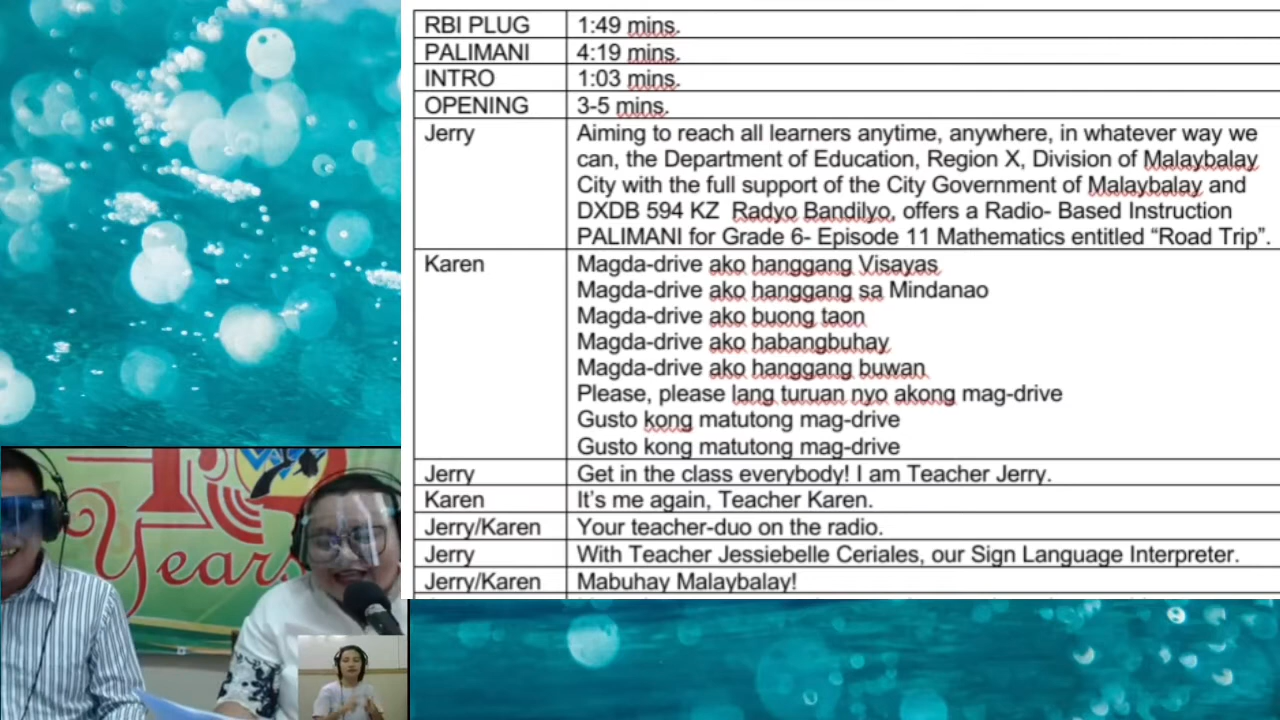 RBI PLUG 1:49 mins.
PALIMANI 4:19 mins.
INTRO 1:03 mins.
OPENING 3-5 mins.
Jerry Aiming to reach all learners anytime, anywhere, in whatever way we
can, the Department of Education, Region X, Division of Malaybalay
City with the full support of the City Government of Malaybalay and
DXDB 594 KZ Radyo Bandilyo, offers a Radio- Based Instruction
PALIMANI for Grade 6- Episode 11 Mathematics entitled “Road Trip”.
Karen Magda-drive ako hanggang Visayas
Magda-drive ako hanggang sa Mindanao
Magda-drive ako buong taon
Magda-drive ako habangbuhay
Magda-drive ako hanggang buwan
Please, please lang turuan nyo akong mag-drive
Gusto kong matutong mag-drive
Gusto kong matutong mag-drive
Jerry Get in the class everybody! I am Teacher Jerry.
Karen It’s me again, Teacher Karen.
Jerry/Karen Your teacher-duo on the radio.
Jerry With Teacher Jessiebelle Ceriales, our Sign Language Interpreter.
Jerry/Karen Mabuhay Malaybalay!
Years